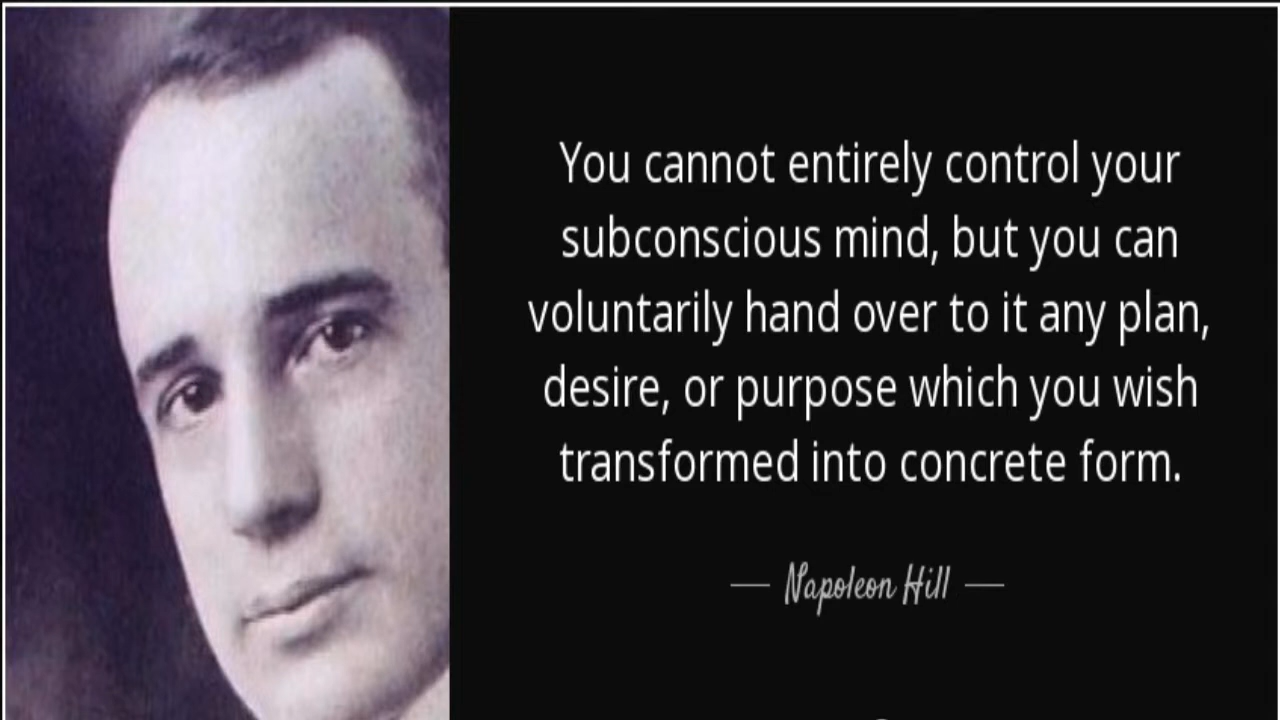 You cannot entirely control your
subconscious mind, but you can
voluntarily hand over to it any plan,
desire, or purpose which you wish
transformed into concrete form.
— Napoleon Hill —